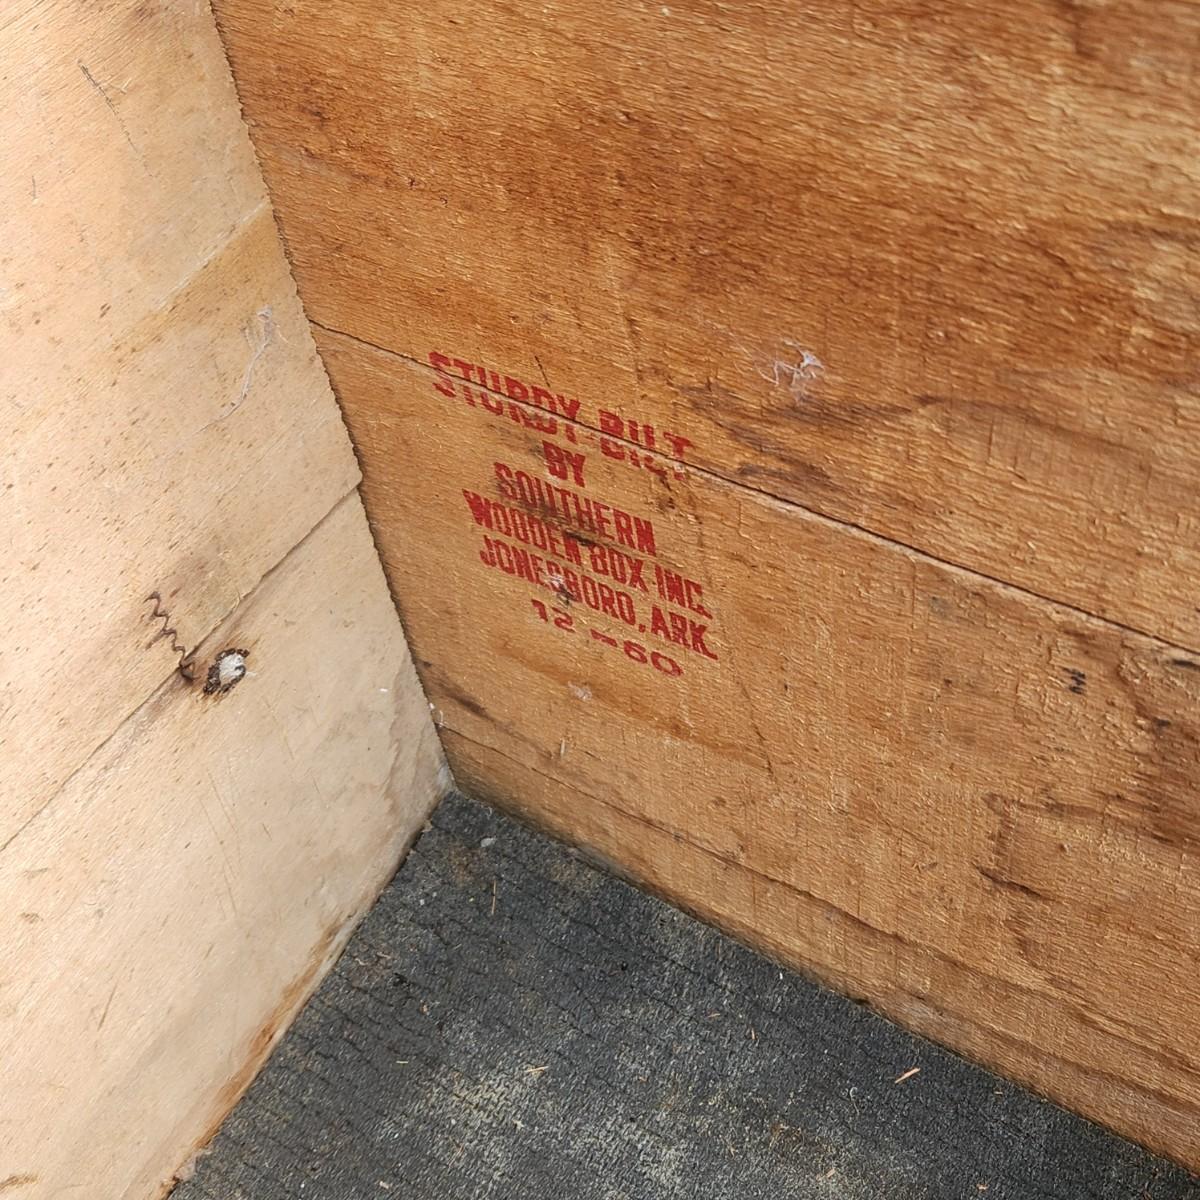 STURDY-BILT
BY
SOUTHERN
WOODEN BOX INC.
JONESBORO, ARK.
12-60